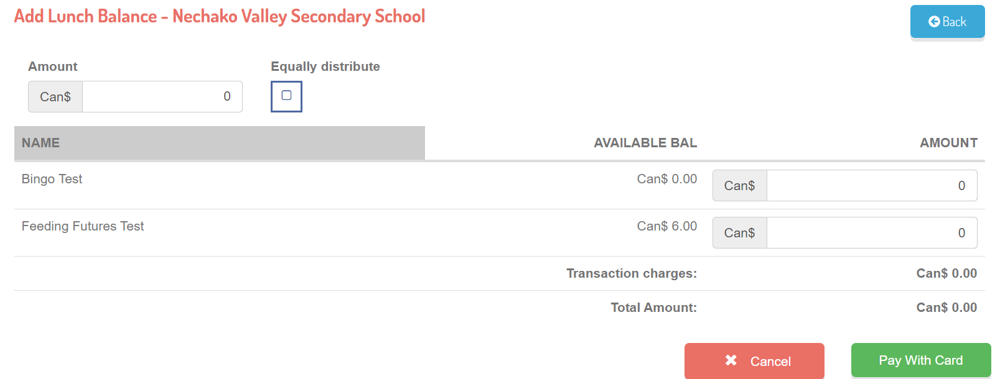 Add Lunch Balance - Nechako Valley Secondary School
Back
Amount
Equally distribute
Can$ 0
NAME AVAILABLE BAL AMOUNT
Bingo Test Can$ 0.00 Can$ 0
Feeding Futures Test Can$ 6.00 Can$ 0
Transaction charges: Can$ 0.00
Total Amount: Can$ 0.00
Cancel
Pay With Card